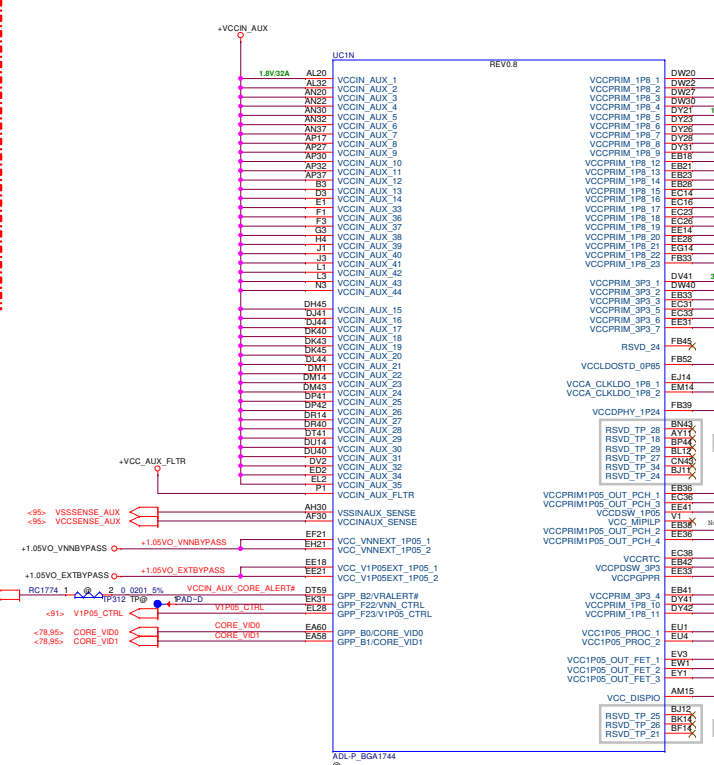 +VCCIN_AUX
UC1N
REV0.8
1.8V/32A AL20 VCCIN_AUX_1 VCCPRIM_1P8_1 DW20
AL32 VCCIN_AUX_2 VCCPRIM_1P8_2 DW22
AN20 VCCIN_AUX_3 VCCPRIM_1P8_3 DW27
AN22 VCCIN_AUX_4 VCCPRIM_1P8_4 DW30
AN30 VCCIN_AUX_5 VCCPRIM_1P8_5 DY21
AN32 VCCIN_AUX_6 VCCPRIM_1P8_6 DY23
AN37 VCCIN_AUX_7 VCCPRIM_1P8_7 DY26
AP17 VCCIN_AUX_8 VCCPRIM_1P8_8 DY28
AP27 VCCIN_AUX_9 VCCPRIM_1P8_9 DY31
AP30 VCCIN_AUX_10 VCCPRIM_1P8_12 EB18
AP32 VCCIN_AUX_11 VCCPRIM_1P8_13 EB21
AP37 VCCIN_AUX_12 VCCPRIM_1P8_14 EB23
B3 VCCIN_AUX_13 VCCPRIM_1P8_15 EB28
D3 VCCIN_AUX_14 VCCPRIM_1P8_16 EC14
E1 VCCIN_AUX_33 VCCPRIM_1P8_17 EC16
F1 VCCIN_AUX_36 VCCPRIM_1P8_18 EC23
F3 VCCIN_AUX_37 VCCPRIM_1P8_19 EC26
G3 VCCIN_AUX_38 VCCPRIM_1P8_20 EE14
H4 VCCIN_AUX_39 VCCPRIM_1P8_21 EE28
J1 VCCIN_AUX_40 VCCPRIM_1P8_22 EG14
J3 VCCIN_AUX_41 VCCPRIM_1P8_23 FB33
L1 VCCIN_AUX_42
L3 VCCIN_AUX_43 VCCPRIM_3P3_1 DV41
N3 VCCIN_AUX_44 VCCPRIM_3P3_2 DW40
VCCPRIM_3P3_3 EB33
DH45 VCCIN_AUX_15 VCCPRIM_3P3_5 EC31
DJ41 VCCIN_AUX_16 VCCPRIM_3P3_6 EC33
DJ44 VCCIN_AUX_17 VCCPRIM_3P3_7 EE31
DK40 VCCIN_AUX_18
DK43 VCCIN_AUX_19 RSVD_24 FB45
DK45 VCCIN_AUX_20
DL44 VCCIN_AUX_21 VCCLDOSTD_0P85 FB52
DM1 VCCIN_AUX_22
DM14 VCCIN_AUX_23 VCCA_CLKLDO_1P8_1 EJ14
DM43 VCCIN_AUX_24 VCCA_CLKLDO_1P8_2 EM14
DP41 VCCIN_AUX_25
DP42 VCCIN_AUX_26 VCCDPHY_1P24 FB39
DR14 VCCIN_AUX_27
DR40 VCCIN_AUX_28 RSVD_TP_28 BN43
DT41 VCCIN_AUX_29 RSVD_TP_18 AY11
DU14 VCCIN_AUX_30 RSVD_TP_29 BP44
DU40 VCCIN_AUX_31 RSVD_TP_27 BL12
DV2 VCCIN_AUX_32 RSVD_TP_34 CN43
ED2 VCCIN_AUX_34 RSVD_TP_24 BJ11
EL2 VCCIN_AUX_35
+VCC_AUX_FLTR
P1 VCCIN_AUX_FLTR VCCPRIM1P05_OUT_PCH_1 EB36
VCCPRIM1P05_OUT_PCH_3 EC36
<95> VSSSENSE_AUX AH30 VSSINAUX_SENSE VCCDSW_1P05 EE41
<95> VCCSENSE_AUX AF30 VCCINAUX_SENSE VCC_MIPILP V1
VCCPRIM1P05_OUT_PCH_2 EB38
+1.05VO_VNNBYPASS +1.05VO_VNNBYPASS EF21 VCC_VNNEXT_1P05_1 VCCPRIM1P05_OUT_PCH_4 EE36
EH21 VCC_VNNEXT_1P05_2
VCCRTC EC38
+1.05VO_EXTBYPASS +1.05VO_EXTBYPASS EE18 VCC_V1P05EXT_1P05_1 VCCPDSW_3P3 EB42
EE21 VCC_V1P05EXT_1P05_2 VCCPGPPR EE33
RC1774 1 @ 2 0_0201_5% VCCIN_AUX_CORE_ALERT# DT59 GPP_B2/VRALERT# VCCPRIM_3P3_4 EB41
TP312 TP@ PAD~D EK31 GPP_F22/VNN_CTRL VCCPRIM_1P8_10 DY41
<91> V1P05_CTRL V1P05_CTRL EL28 GPP_F23/V1P05_CTRL VCCPRIM_1P8_11 DY42
<78,95> CORE_VID0 CORE_VID0 EA60 GPP_B0/CORE_VID0 VCC1P05_PROC_1 EU1
<78,95> CORE_VID1 CORE_VID1 EA58 GPP_B1/CORE_VID1 VCC1P05_PROC_2 EU4
VCC1P05_OUT_FET_1 EV3
VCC1P05_OUT_FET_2 EW1
VCC1P05_OUT_FET_3 EY1
VCC_DISPIO AM15
RSVD_TP_25 BJ12
RSVD_TP_26 BK14
RSVD_TP_21 BF14
ADL-P_BGA1744
@